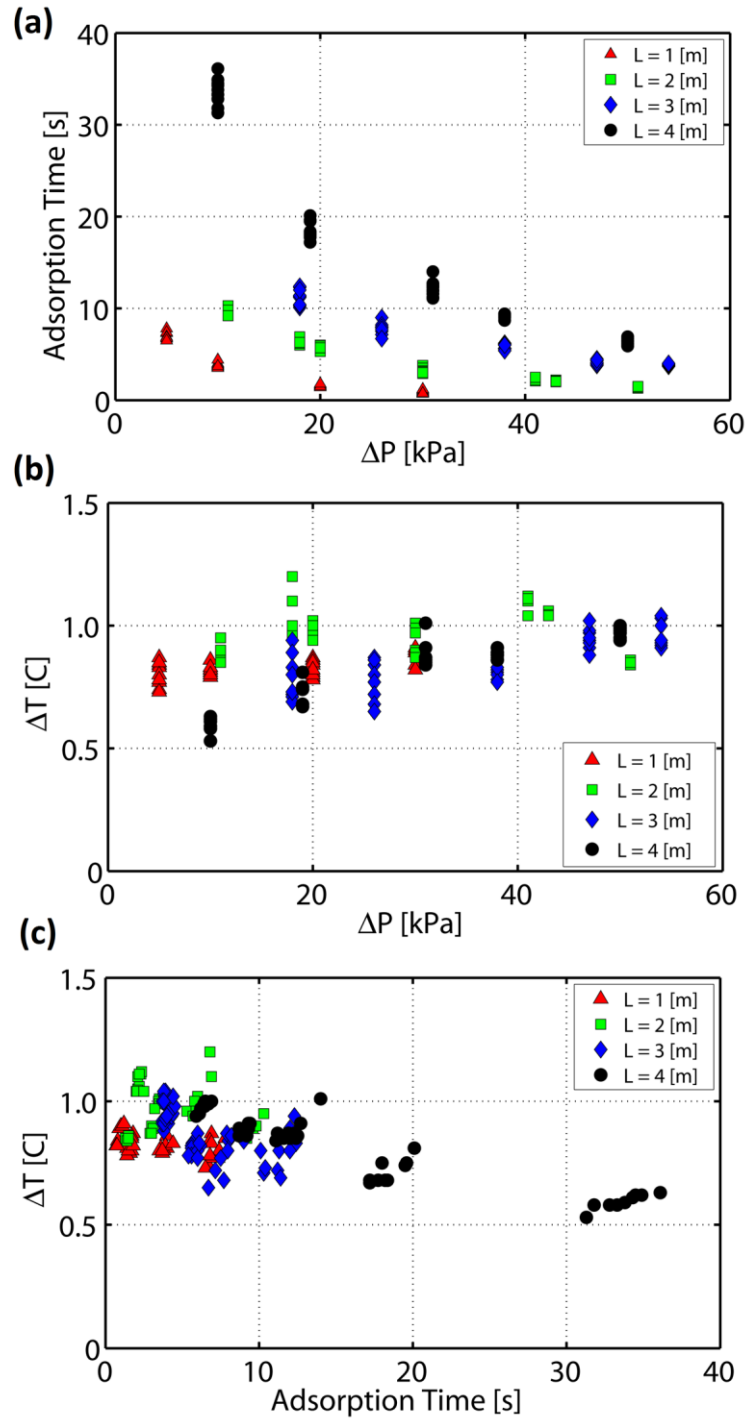 (a)
Adsorption Time [s]
40
30
20
10
0
L = 1 [m]
L = 2 [m]
L = 3 [m]
L = 4 [m]
0 20 40 60
ΔP [kPa]
(b)
ΔT [C]
1.5
1.0
0.5
0
L = 1 [m]
L = 2 [m]
L = 3 [m]
L = 4 [m]
0 20 40 60
ΔP [kPa]
(c)
ΔT [C]
1.5
1.0
0.5
0
L = 1 [m]
L = 2 [m]
L = 3 [m]
L = 4 [m]
0 10 20 30 40
Adsorption Time [s]